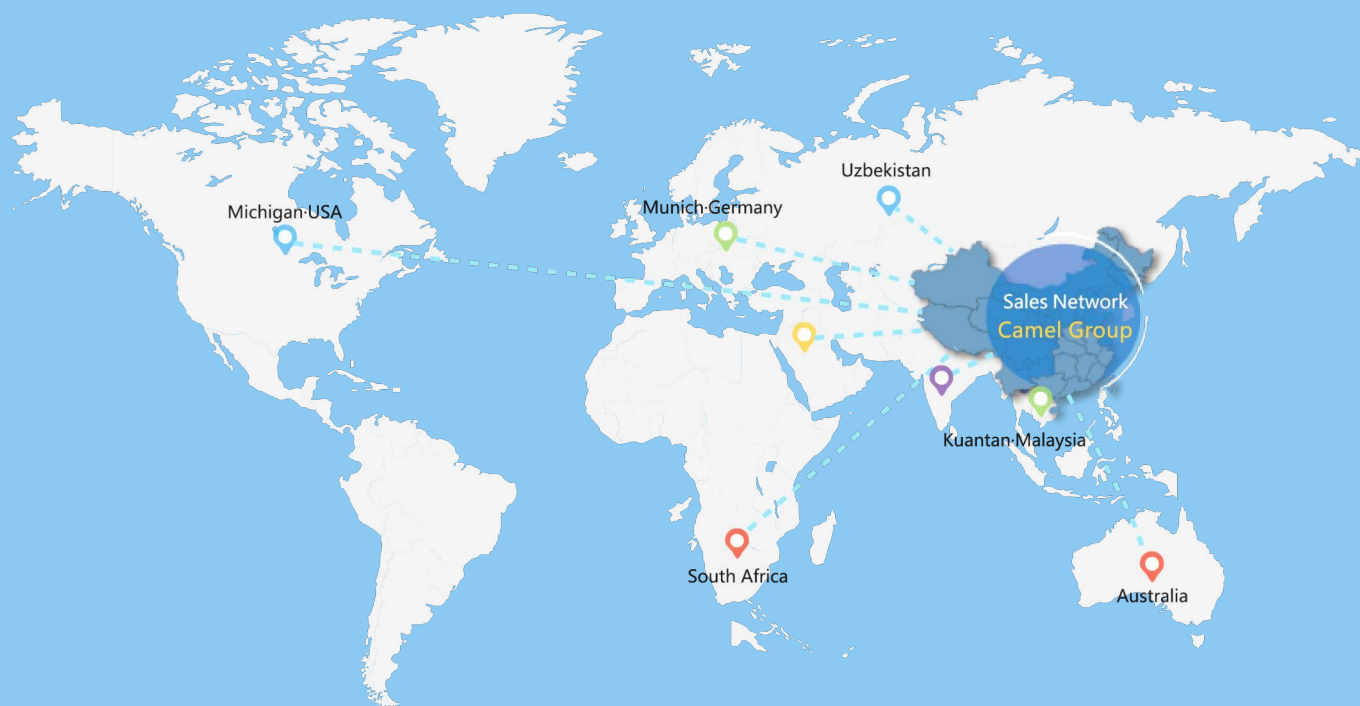 Uzbekistan
Munich·Germany
Michigan·USA
Sales Network
Camel Group
Kuantan·Malaysia
South Africa
Australia